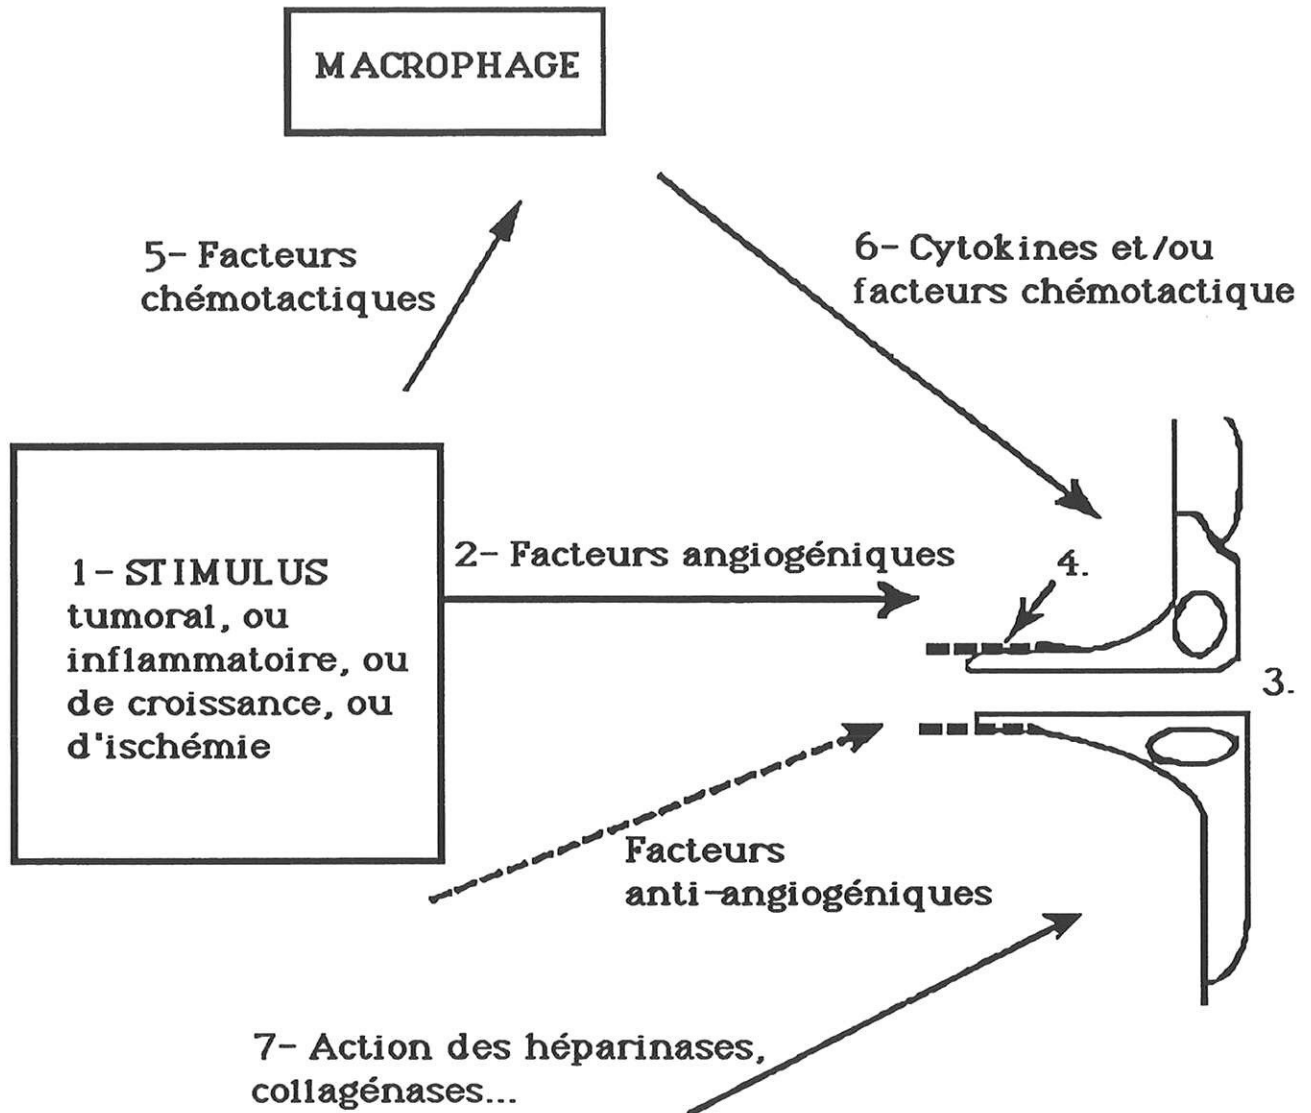 MACROPHAGE
5- Facteurs
chémotactiques
6- Cytokines et/ou
facteurs chémotactique
1- STIMULUS
tumoral, ou
inflammatoire, ou
de croissance, ou
d'ischémie
2- Facteurs angiogéniques
4.
3.
Facteurs
anti-angiogéniques
7- Action des héparinases,
collagénases...